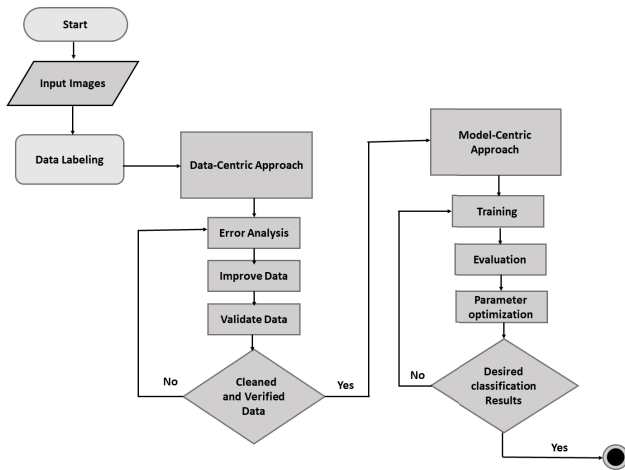 Start
Input Images
Data Labeling
Data-Centric Approach
Error Analysis
Improve Data
Validate Data
Cleaned
and Verified
Data
No
Yes
Model-Centric
Approach
Training
Evaluation
Parameter
optimization
Desired
classification
Results
No
Yes